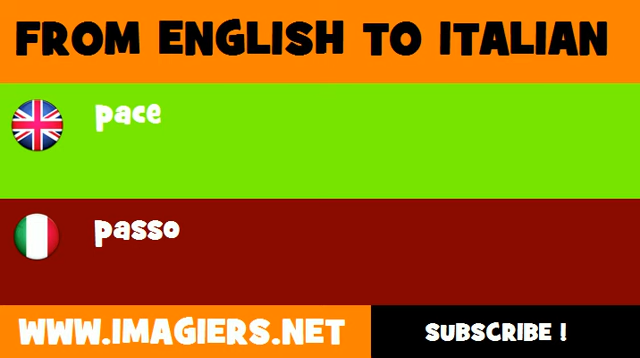 FROM ENGLISH TO ITALIAN
pace
passo
WWW.IMAGIERS.NET
SUBSCRIBE !